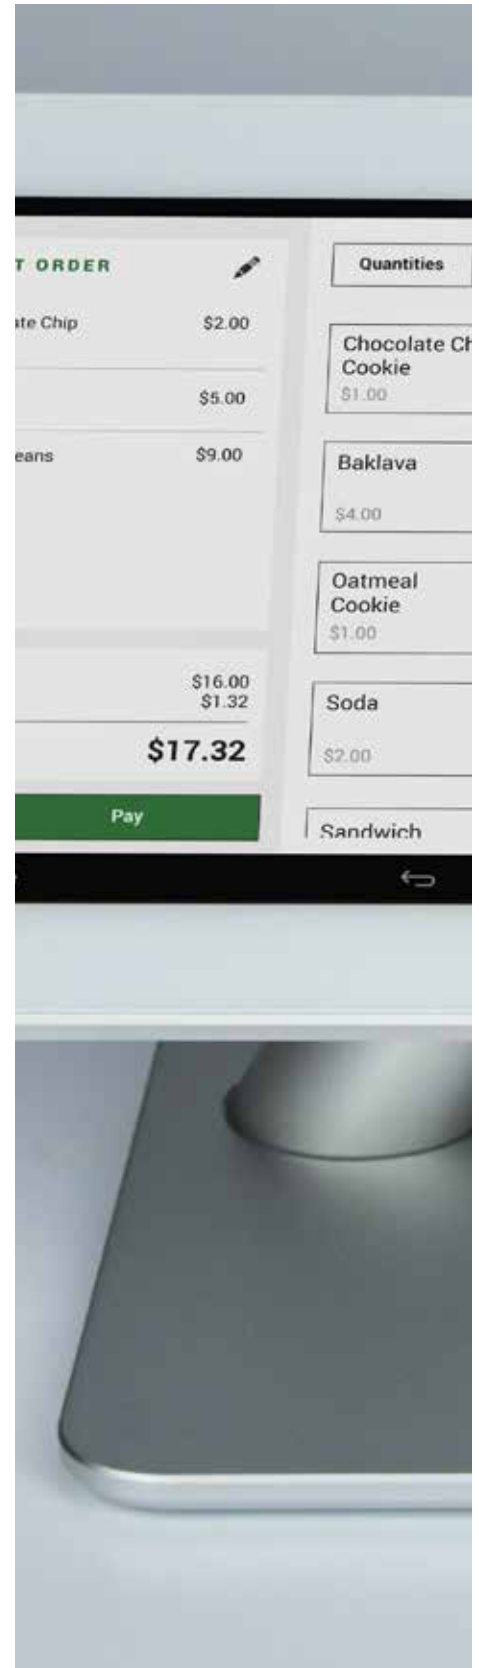 T ORDER
ate Chip $2.00
$5.00
eans $9.00
$16.00
$1.32
$17.32
Pay
Quantities
Chocolate Ch
Cookie
$1.00
Baklava
$4.00
Oatmeal
Cookie
$1.00
Soda
$2.00
Sandwich